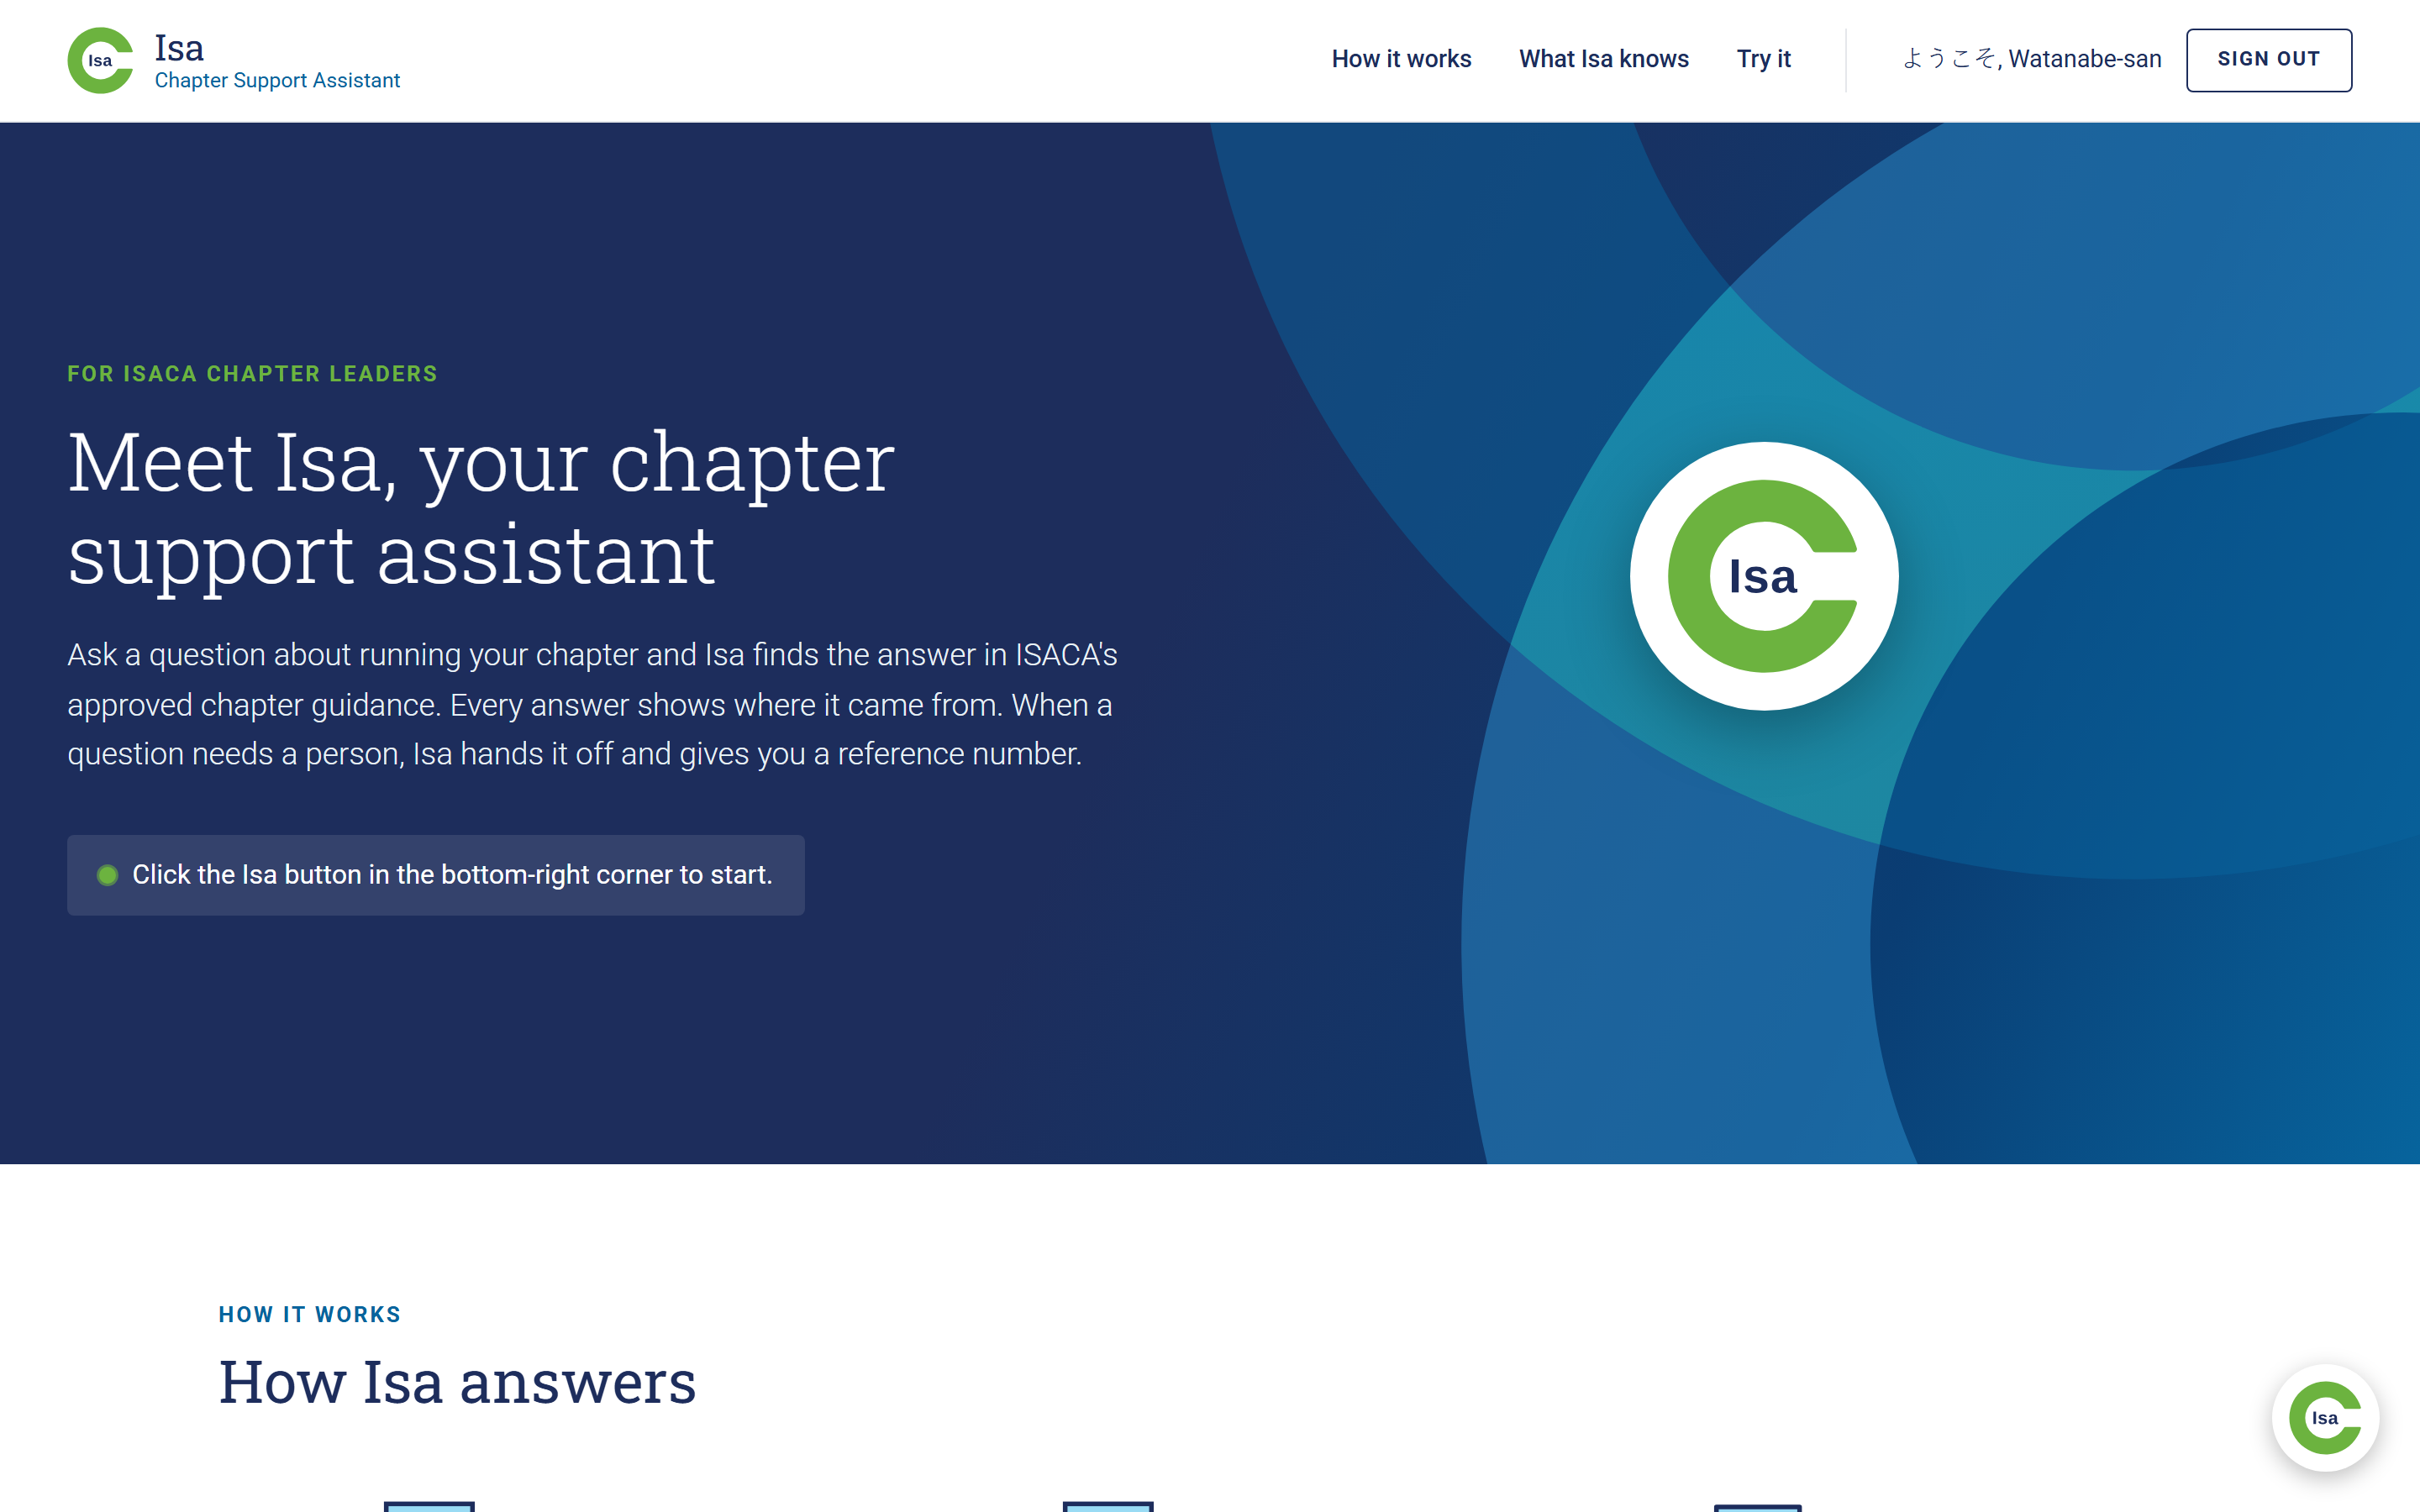 Isa
Isa
Chapter Support Assistant
How it works
What Isa knows
Try it
ようこそ, Watanabe-san
SIGN OUT
FOR ISACA CHAPTER LEADERS
Meet Isa, your chapter
support assistant
Ask a question about running your chapter and Isa finds the answer in ISACA's
approved chapter guidance. Every answer shows where it came from. When a
question needs a person, Isa hands it off and gives you a reference number.
Click the Isa button in the bottom-right corner to start.
Isa
HOW IT WORKS
How Isa answers
Isa